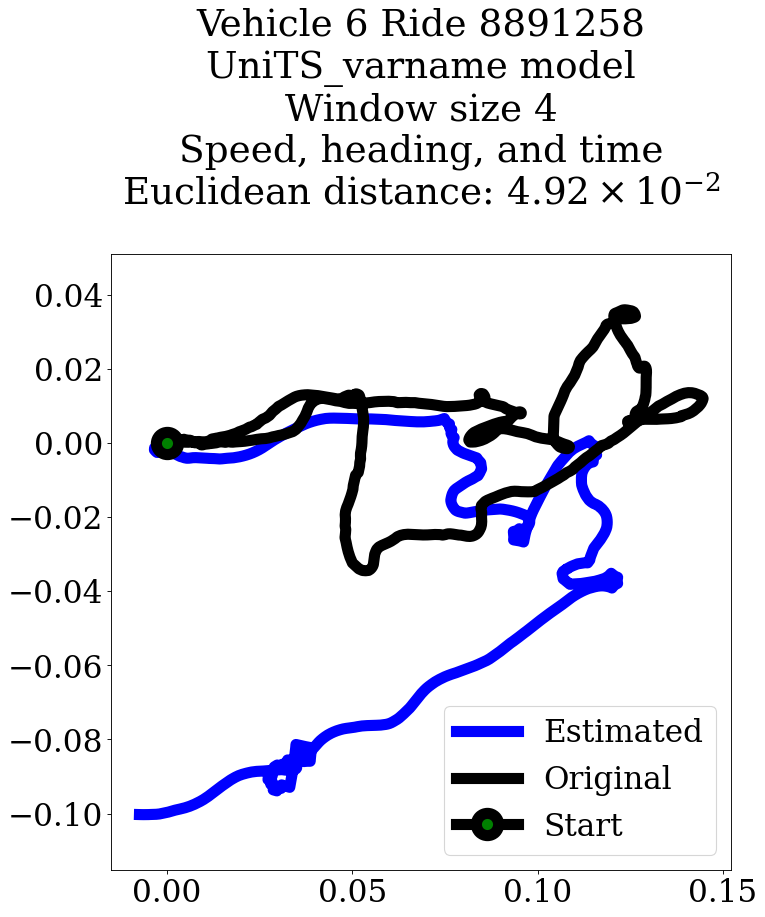 Vehicle 6 Ride 8891258
UniTS_varname model
Window size 4
Speed, heading, and time
Euclidean distance: 4.92 × 10⁻²
0.04
0.02
0.00
−0.02
−0.04
−0.06
−0.08
−0.10
Estimated
Original
Start
0.00 0.05 0.10 0.15